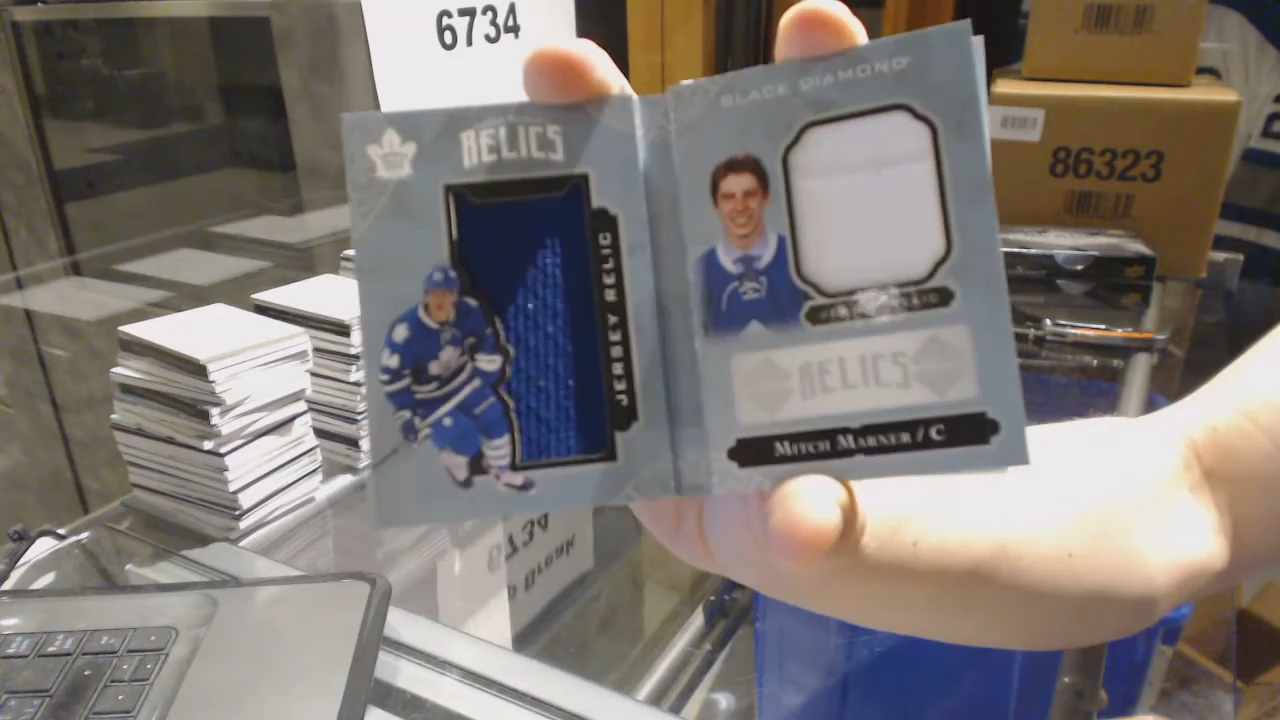 6734
RELICS
BLACK DIAMOND
JERSEY RELIC
RELICS
MITCH MARNER / C
86323